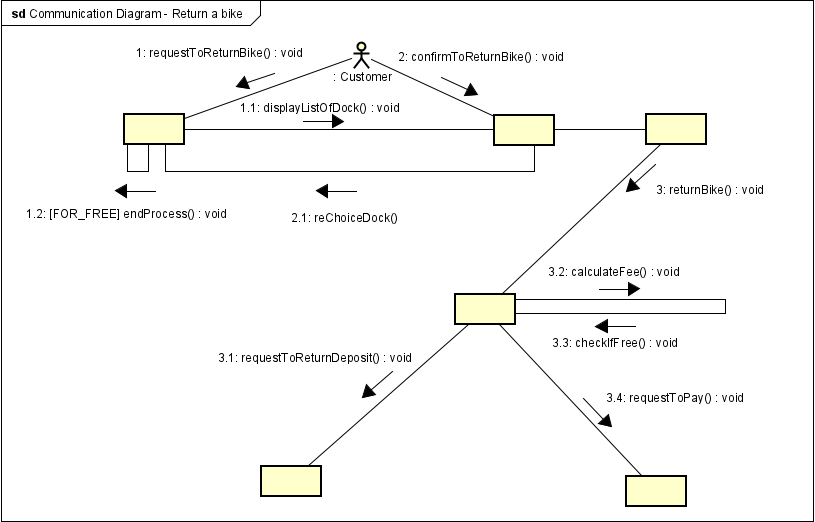 sd Communication Diagram - Return a bike
1: requestToReturnBike() : void
2: confirmToReturnBike() : void
: Customer
1.1: displayListOfDock() : void
3: returnBike() : void
1.2: [FOR_FREE] endProcess() : void
2.1: reChoiceDock()
3.2: calculateFee() : void
3.3: checkIfFree() : void
3.1: requestToReturnDeposit() : void
3.4: requestToPay() : void